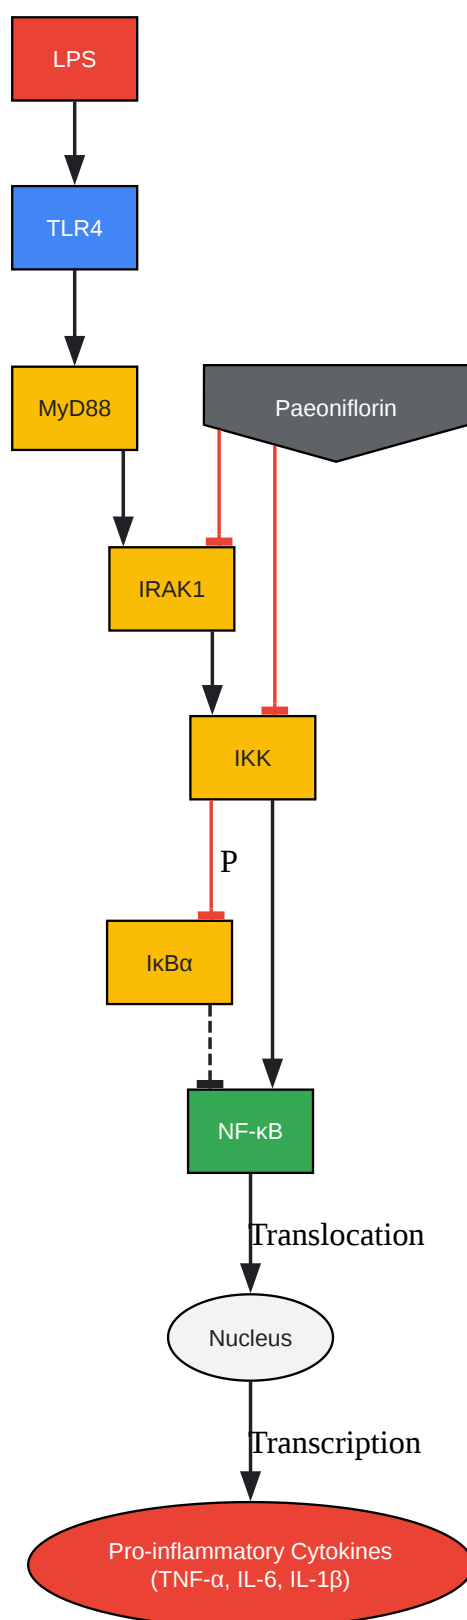 LPS
TLR4
MyD88
Paeoniflorin
IRAK1
IKK
P
IκBα
NF-κB
Translocation
Nucleus
Transcription
Pro-inflammatory Cytokines
(TNF-α, IL-6, IL-1β)